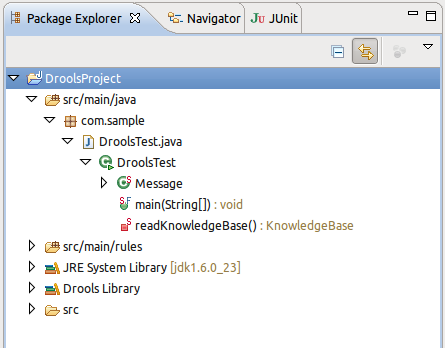 Package Explorer Navigator JUnit
DroolsProject
src/main/java
com.sample
DroolsTest.java
DroolsTest
Message
main(String[]) : void
readKnowledgeBase() : KnowledgeBase
src/main/rules
JRE System Library [jdk1.6.0_23]
Drools Library
src